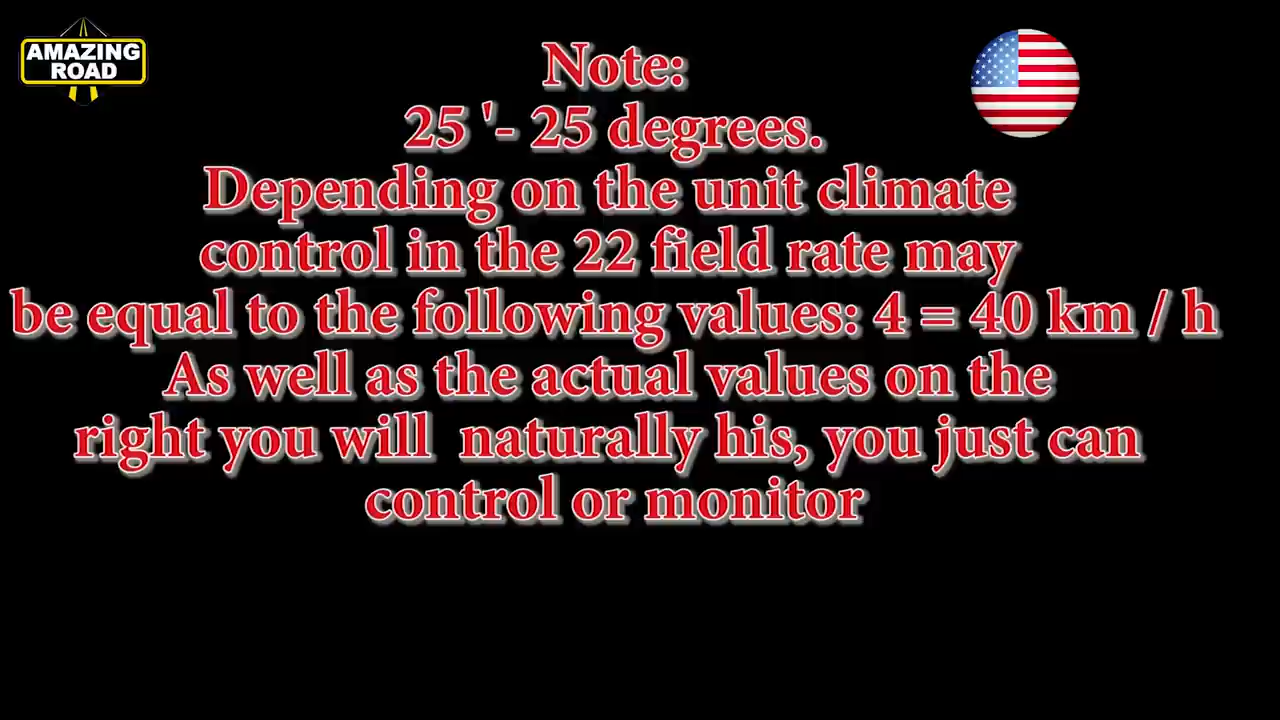 AMAZING
ROAD
Note:
25 '- 25 degrees.
Depending on the unit climate
control in the 22 field rate may
be equal to the following values: 4 = 40 km / h
As well as the actual values on the
right you will  naturally his, you just can
control or monitor